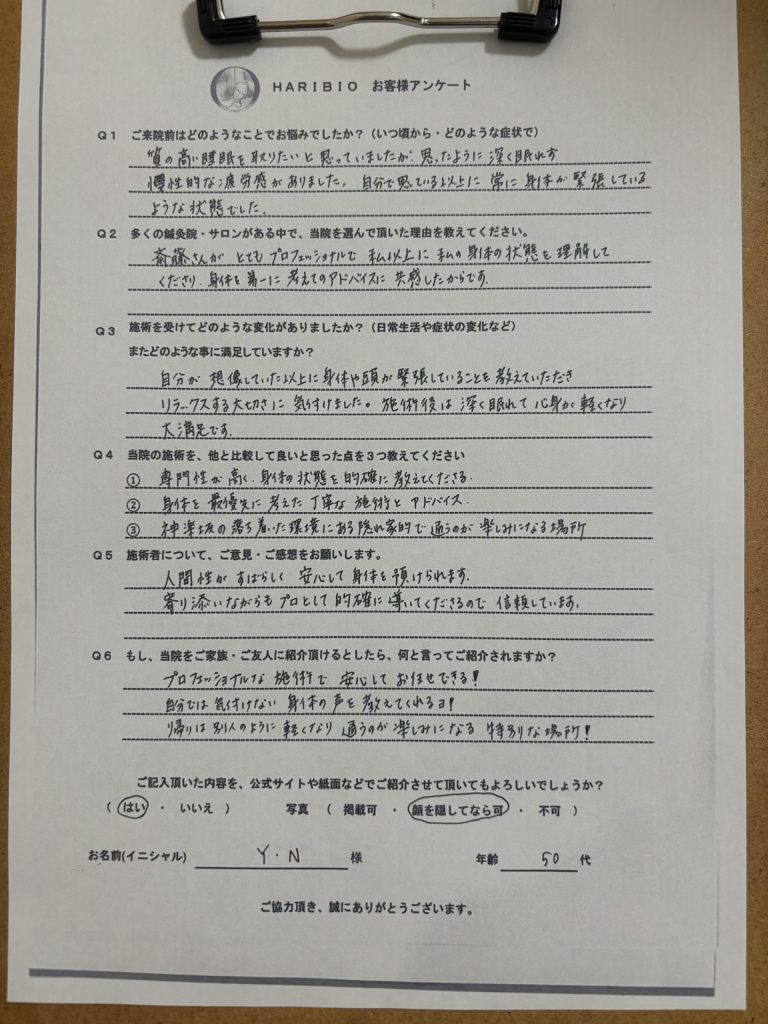 HARIBIO お客様アンケート
Q1 ご来院前はどのようなことでお悩みでしたか？（いつ頃から・どのような症状で）
質の高い睡眠を取りたいと思っていましたが、思ったように深く眠れず
慢性的な疲労感がありました。自分で思っている以上に常に身体が緊張している
ような状態でした。
Q2 多くの鍼灸院・サロンがある中で、当院を選んで頂いた理由を教えてください。
斎藤さんがとてもプロフェッショナルで私以上に私の身体の状態を理解して
くださり、身体を第一に考えてのアドバイスに共感したからです。
Q3 施術を受けてどのような変化がありましたか？（日常生活や症状の変化など）
またどのような事に満足していますか？
自分が想像していた以上に身体や頭が緊張していることを教えていただき
リラックスする大切さに気付けました。施術後は深く眠れて心身が軽くなり
大満足です。
Q4 当院の施術を、他と比較して良いと思った点を３つ教えてください
① 専門性が高く、身体の状態を的確に教えてくださる。
② 身体を最優先に考えた丁寧な施術とアドバイス。
③ 神楽坂の落ち着いた環境にある隠れ家的で通うのが楽しみになる場所
Q5 施術者について、ご意見・ご感想をお願いします。
人間性がすばらしく安心して身体を預けられます。
寄り添いながらもプロとして的確に導いてくださるので信頼しています。
Q6 もし、当院をご家族・ご友人に紹介頂けるとしたら、何と言ってご紹介されますか？
プロフェッショナルな施術で安心してお任せできる！
自分では気付けない身体の声を教えてくれるヨ！
帰りは別人のように軽くなり通うのが楽しみになる特別な場所！
ご記入頂いた内容を、公式サイトや紙面などでご紹介させて頂いてもよろしいでしょうか？
（ はい ・ いいえ ） 写真 （ 掲載可 ・ 顔を隠してなら可 ・ 不可 ）
お名前(イニシャル) Y・N 様 年齢 50 代
ご協力頂き、誠にありがとうございます。